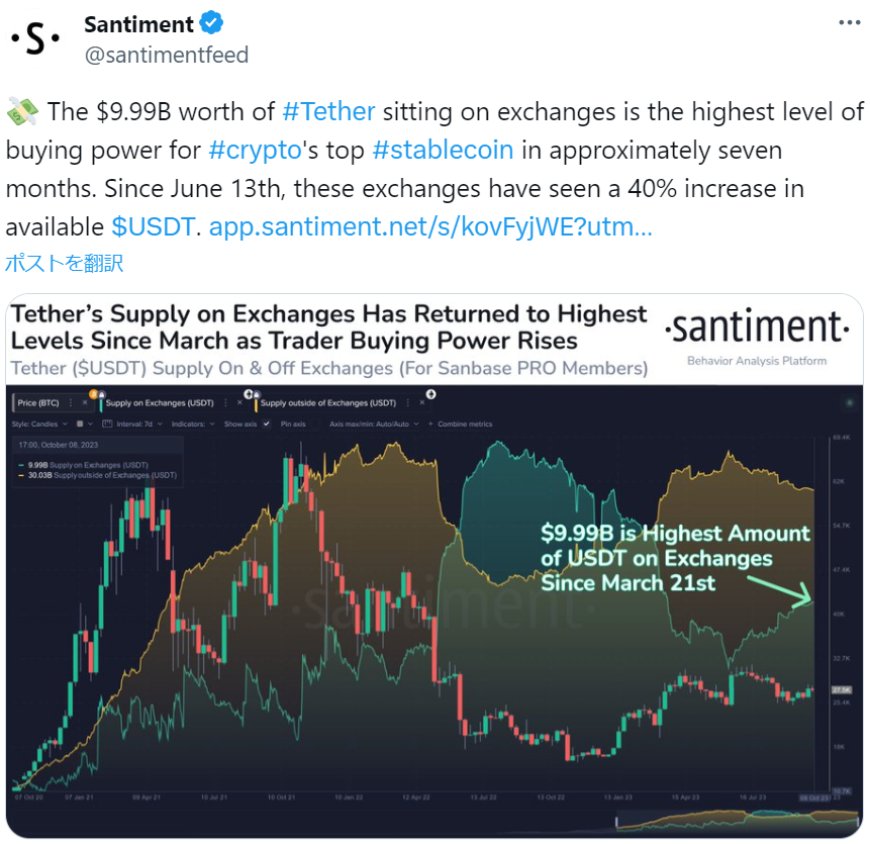 Santiment
@santimentfeed
The $9.99B worth of #Tether sitting on exchanges is the highest level of
buying power for #crypto's top #stablecoin in approximately seven
months. Since June 13th, these exchanges have seen a 40% increase in
available $USDT. app.santiment.net/s/kovFyjWE?utm...
ポストを翻訳
Tether's Supply on Exchanges Has Returned to Highest
Levels Since March as Trader Buying Power Rises
Tether ($USDT) Supply On & Off Exchanges (For Sanbase PRO Members)
·santiment·
Behavior Analysis Platform
Price (BTC) Supply on Exchanges (USDT) Supply outside of Exchanges (USDT)
Style: Candles Interval: 7d Indicators: Show axis Pin axis Axis max/min: Auto/Auto + Combine metrics
17:00, October 08, 2023
9.99B Supply on Exchanges (USDT)
30.03B Supply outside of Exchanges (USDT)
$9.99B is Highest Amount
of USDT on Exchanges
Since March 21st
·santiment·
69.4K
62K
54.7K
47.4K
40K
32.7K
27.5K
25.4K
18K
10.7K
07 Oct 20 07 Jan 21 09 Apr 21 10 Jul 21 10 Oct 21 10 Jan 22 12 Apr 22 13 Jul 22 13 Oct 22 13 Jan 23 15 Apr 23 16 Jul 23